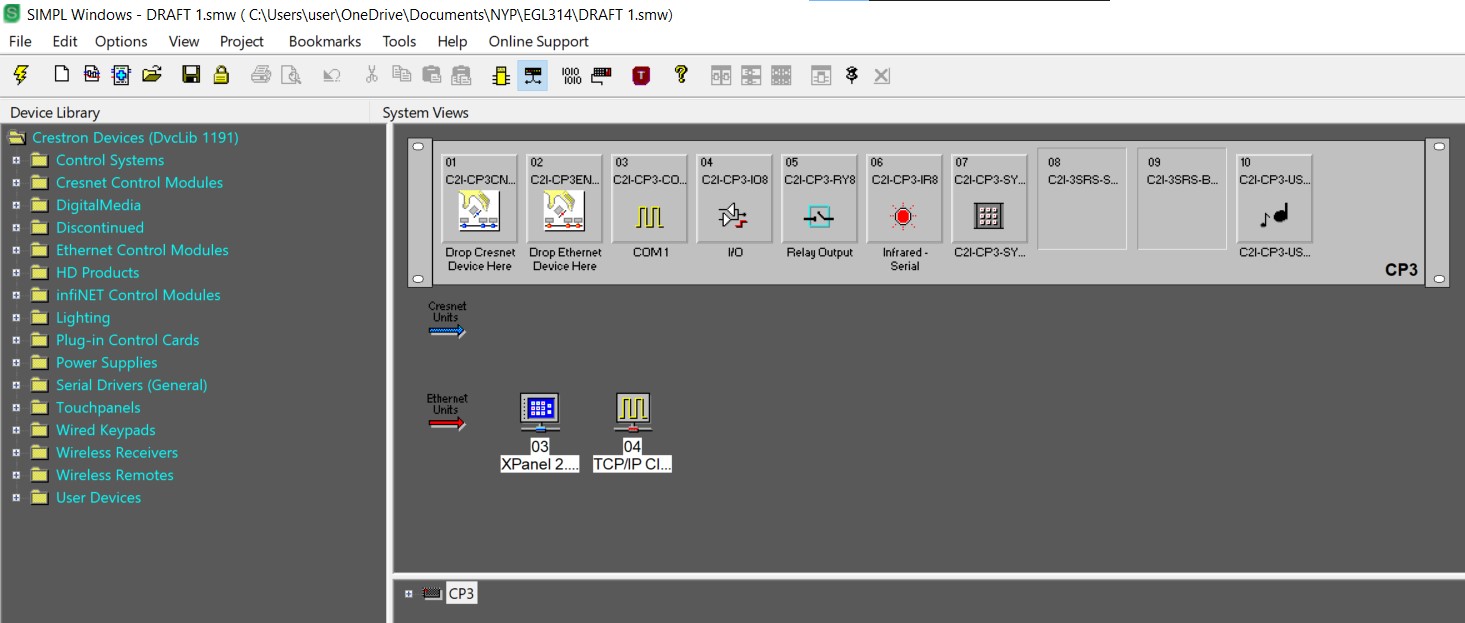 SIMPL Windows - DRAFT 1.smw ( C:\Users\user\OneDrive\Documents\NYP\EGL314\DRAFT 1.smw)
File Edit Options View Project Bookmarks Tools Help Online Support
1010
1010
T
?
Device Library
System Views
Crestron Devices (DvcLib 1191)
Control Systems
Cresnet Control Modules
DigitalMedia
Discontinued
Ethernet Control Modules
HD Products
infiNET Control Modules
Lighting
Plug-in Control Cards
Power Supplies
Serial Drivers (General)
Touchpanels
Wired Keypads
Wireless Receivers
Wireless Remotes
User Devices
01 02 03 04 05 06 07 08 09 10
C2I-CP3CN... C2I-CP3EN... C2I-CP3-CO... C2I-CP3-IO8 C2I-CP3-RY8 C2I-CP3-IR8 C2I-CP3-SY... C2I-3SRS-S... C2I-3SRS-B... C2I-CP3-US...
Drop Cresnet Device Here
Drop Ethernet Device Here
COM 1
I/O
Relay Output
Infrared - Serial
C2I-CP3-SY...
C2I-CP3-US...
CP3
Cresnet
Units
Ethernet
Units
03
XPanel 2....
04
TCP/IP Cl...
CP3